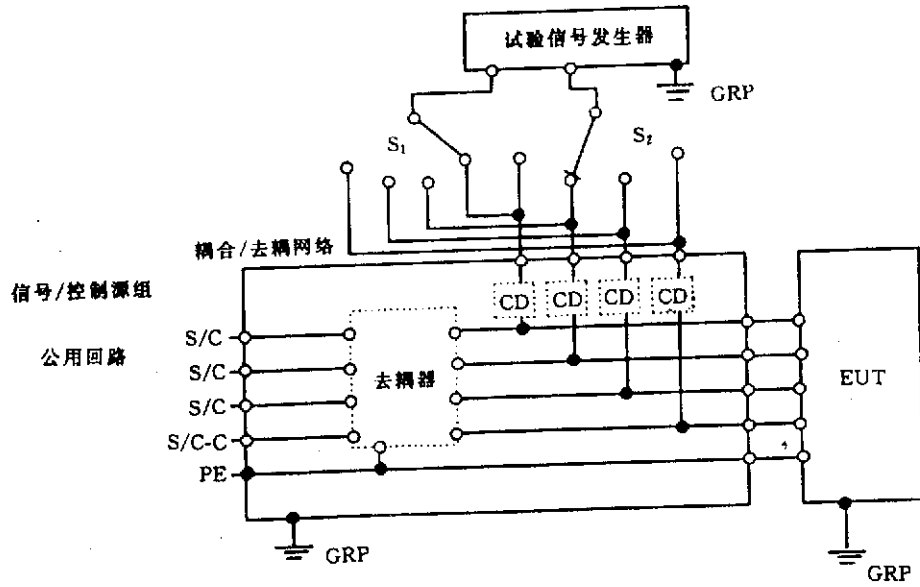 试验信号发生器
GRP
S₁
S₂
耦合/去耦网络
信号/控制源组
CD CD CD CD
S/C
公用回路
去耦器
S/C
EUT
S/C
S/C-C
PE
GRP
GRP